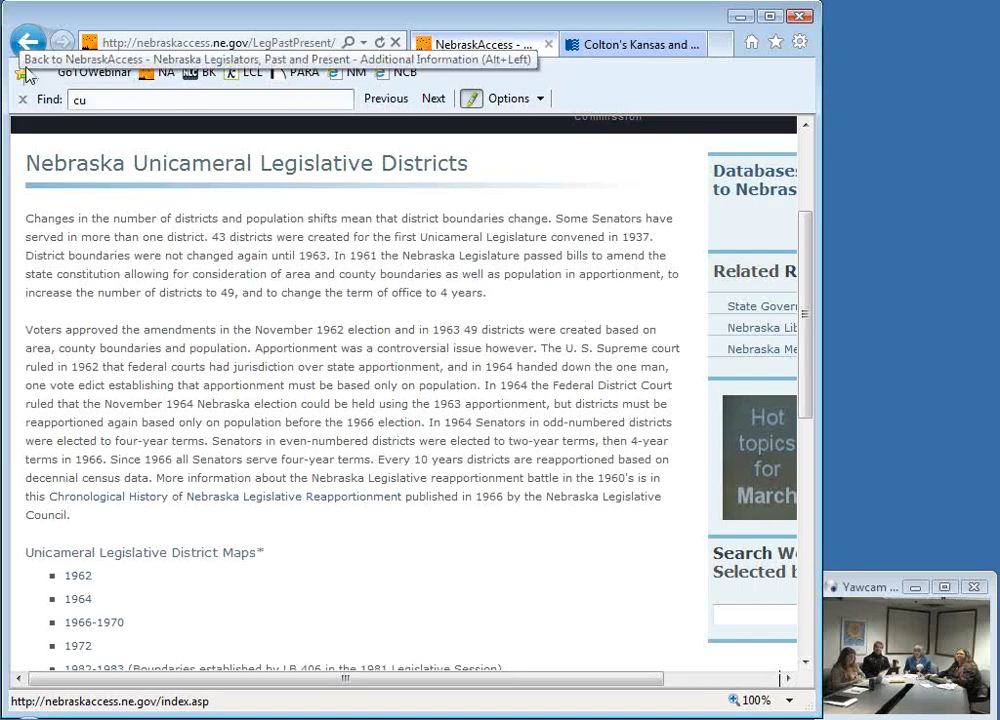 http://nebraskaccess.ne.gov/LegPastPresent/
NebraskAccess - ...
Colton's Kansas and ...
Back to NebraskAccess - Nebraska Legislators, Past and Present - Additional Information (Alt+Left)
GoTOWebinar NA BK LCL PARA NM NCB
Find: cu Previous Next Options
Commission
Nebraska Unicameral Legislative Districts
Changes in the number of districts and population shifts mean that district boundaries change. Some Senators have
served in more than one district. 43 districts were created for the first Unicameral Legislature convened in 1937.
District boundaries were not changed again until 1963. In 1961 the Nebraska Legislature passed bills to amend the
state constitution allowing for consideration of area and county boundaries as well as population in apportionment, to
increase the number of districts to 49, and to change the term of office to 4 years.
Voters approved the amendments in the November 1962 election and in 1963 49 districts were created based on
area, county boundaries and population. Apportionment was a controversial issue however. The U. S. Supreme court
ruled in 1962 that federal courts had jurisdiction over state apportionment, and in 1964 handed down the one man,
one vote edict establishing that apportionment must be based only on population. In 1964 the Federal District Court
ruled that the November 1964 Nebraska election could be held using the 1963 apportionment, but districts must be
reapportioned again based only on population before the 1966 election. In 1964 Senators in odd-numbered districts
were elected to four-year terms. Senators in even-numbered districts were elected to two-year terms, then 4-year
terms in 1966. Since 1966 all Senators serve four-year terms. Every 10 years districts are reapportioned based on
decennial census data. More information about the Nebraska Legislative reapportionment battle in the 1960's is in
this Chronological History of Nebraska Legislative Reapportionment published in 1966 by the Nebraska Legislative
Council.
Unicameral Legislative District Maps*
1962
1964
1966-1970
1972
1982-1983 (Boundaries established by LB 406 in the 1981 Legislative Session)
Databases
to Nebras
Related R
State Govern
Nebraska Lib
Nebraska Me
Hot
topics
for
March
Search We
Selected b
Yawcam ...
http://nebraskaccess.ne.gov/index.asp
100%